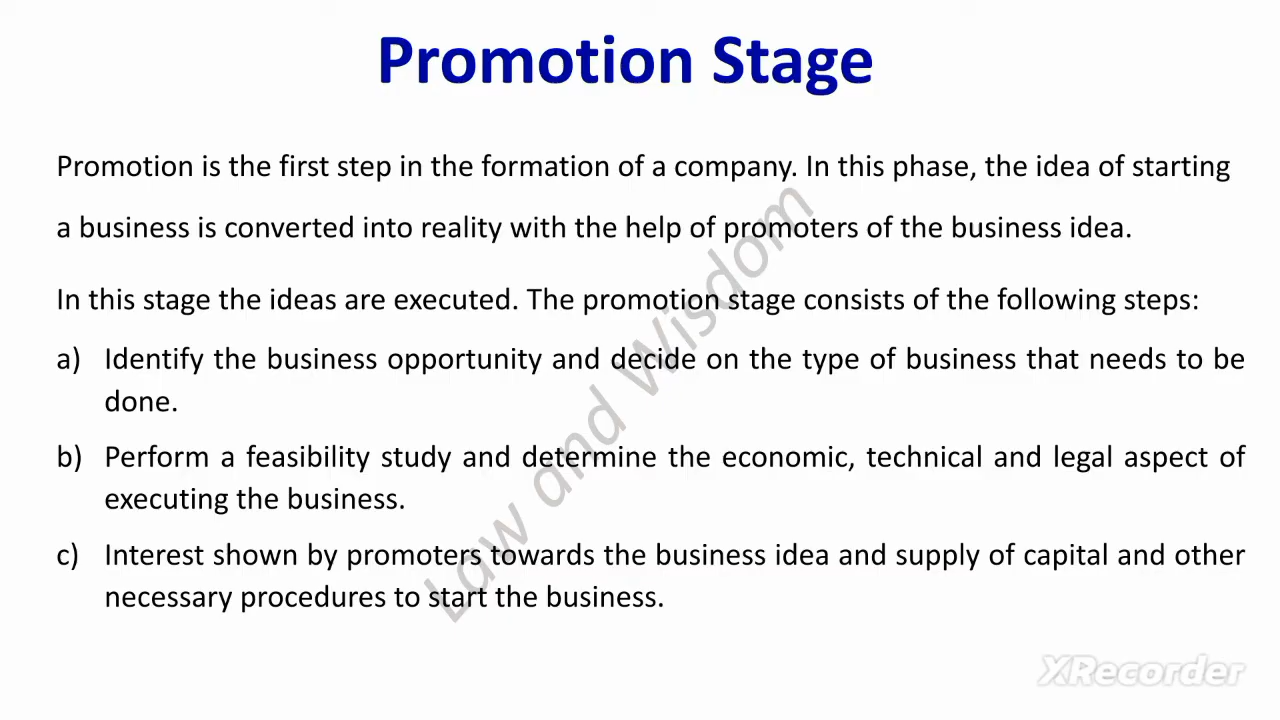 Promotion Stage
Promotion is the first step in the formation of a company. In this phase, the idea of starting
a business is converted into reality with the help of promoters of the business idea.
In this stage the ideas are executed. The promotion stage consists of the following steps:
a) Identify the business opportunity and decide on the type of business that needs to be
done.
b) Perform a feasibility study and determine the economic, technical and legal aspect of
executing the business.
c) Interest shown by promoters towards the business idea and supply of capital and other
necessary procedures to start the business.
Law and Wisdom
XRecorder